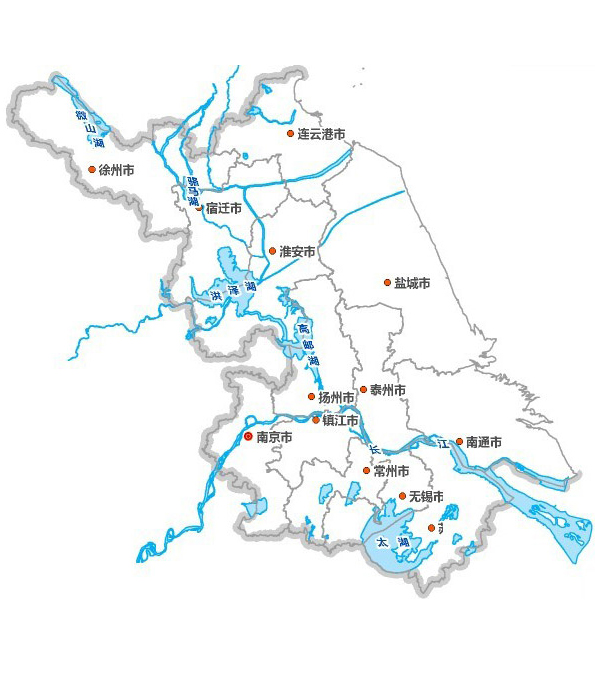 微山湖
连云港市
徐州市
骆马湖
宿迁市
淮安市
洪泽湖
盐城市
高邮湖
扬州市
泰州市
镇江市
南京市
长江
南通市
常州市
无锡市
太湖